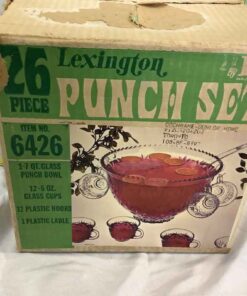 26
PIECE
Lexington
PUNCH SET
ITEM NO.
6426
1-7 QT. GLASS
PUNCH BOWL
12-6 OZ.
GLASS CUPS
12 PLASTIC HOOKS
1 PLASTIC LADLE